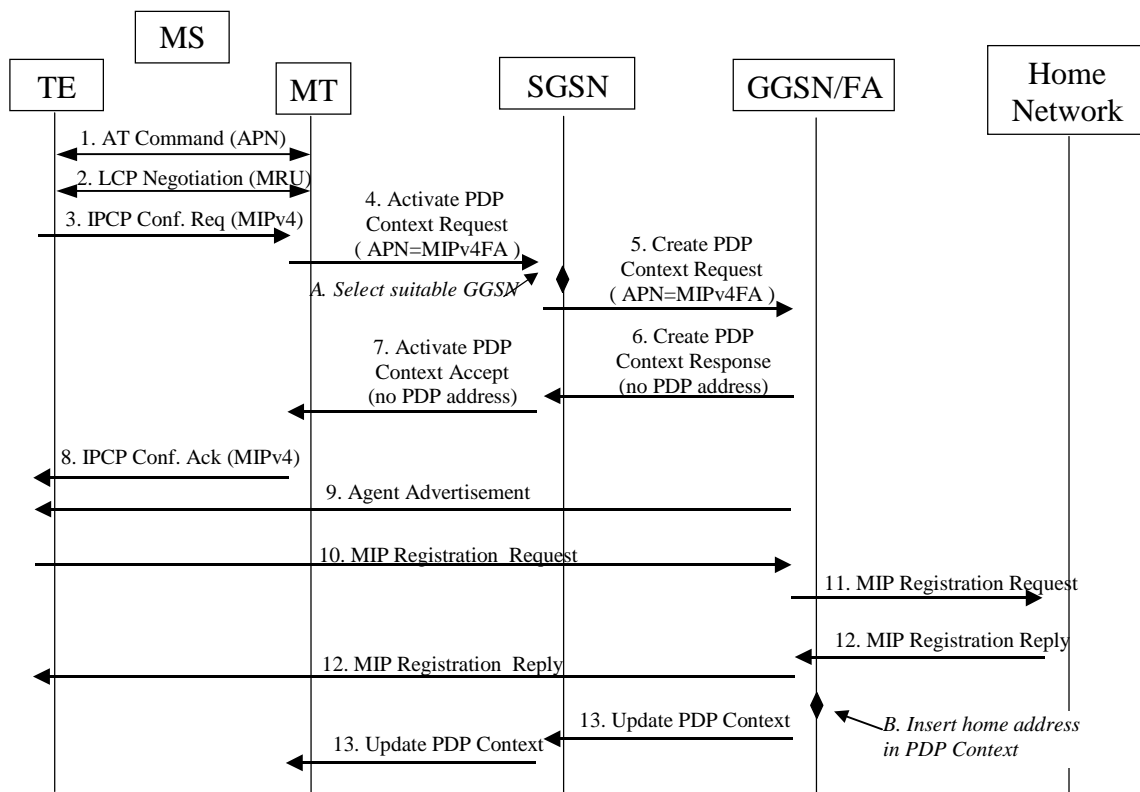 MS
TE
MT
SGSN
GGSN/FA
Home
Network
1. AT Command (APN)
2. LCP Negotiation (MRU)
3. IPCP Conf. Req (MIPv4)
4. Activate PDP
Context Request
( APN=MIPv4FA )
A. Select suitable GGSN
5. Create PDP
Context Request
( APN=MIPv4FA )
6. Create PDP
Context Response
(no PDP address)
7. Activate PDP
Context Accept
(no PDP address)
8. IPCP Conf. Ack (MIPv4)
9. Agent Advertisement
10. MIP Registration Request
11. MIP Registration Request
12. MIP Registration Reply
12. MIP Registration Reply
13. Update PDP Context
B. Insert home address
in PDP Context
13. Update PDP Context